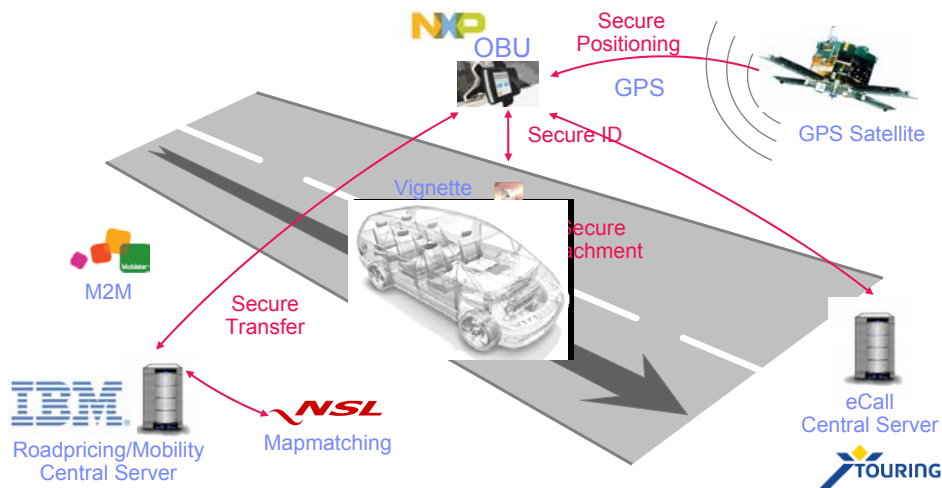 NXP
OBU
Secure
Positioning
GPS
GPS Satellite
Secure ID
Vignette
Secure
achment
Mobistar
M2M
Secure
Transfer
IBM.
NSL
Mapmatching
Roadpricing/Mobility
Central Server
eCall
Central Server
TOURING